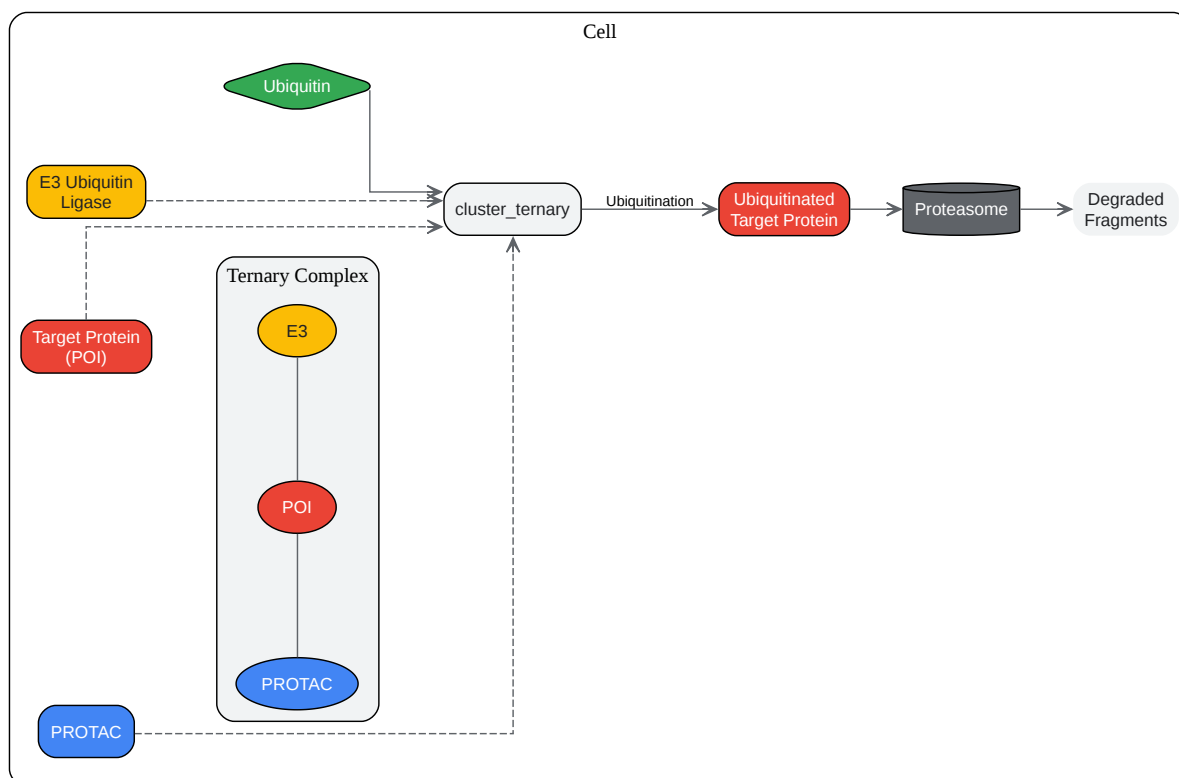 Cell
Ubiquitin
E3 Ubiquitin
Ligase
cluster_ternary
Ubiquitination
Ubiquitinated
Target Protein
Proteasome
Degraded
Fragments
Target Protein
(POI)
Ternary Complex
E3
POI
PROTAC
PROTAC